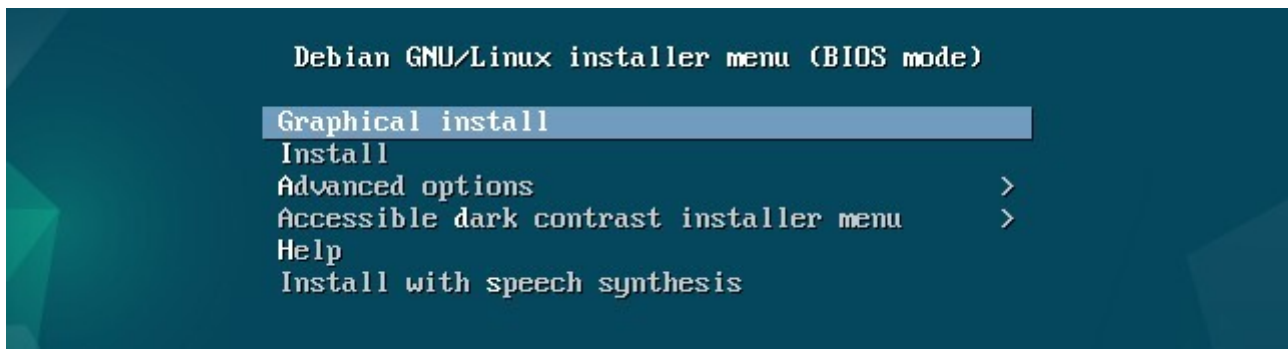 Debian GNU/Linux installer menu (BIOS mode)
Graphical install
Install
Advanced options >
Accessible dark contrast installer menu >
Help
Install with speech synthesis